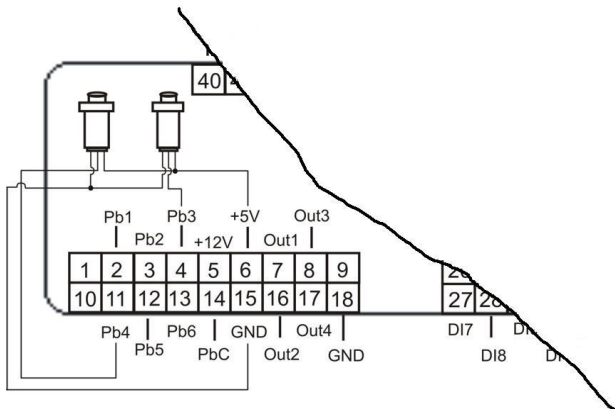 40
Pb1 Pb3 +5V Out3
Pb2 +12V Out1
1 2 3 4 5 6 7 8 9
10 11 12 13 14 15 16 17 18 27
Pb4 Pb6 GND Out4 DI7
Pb5 PbC Out2 GND DI8